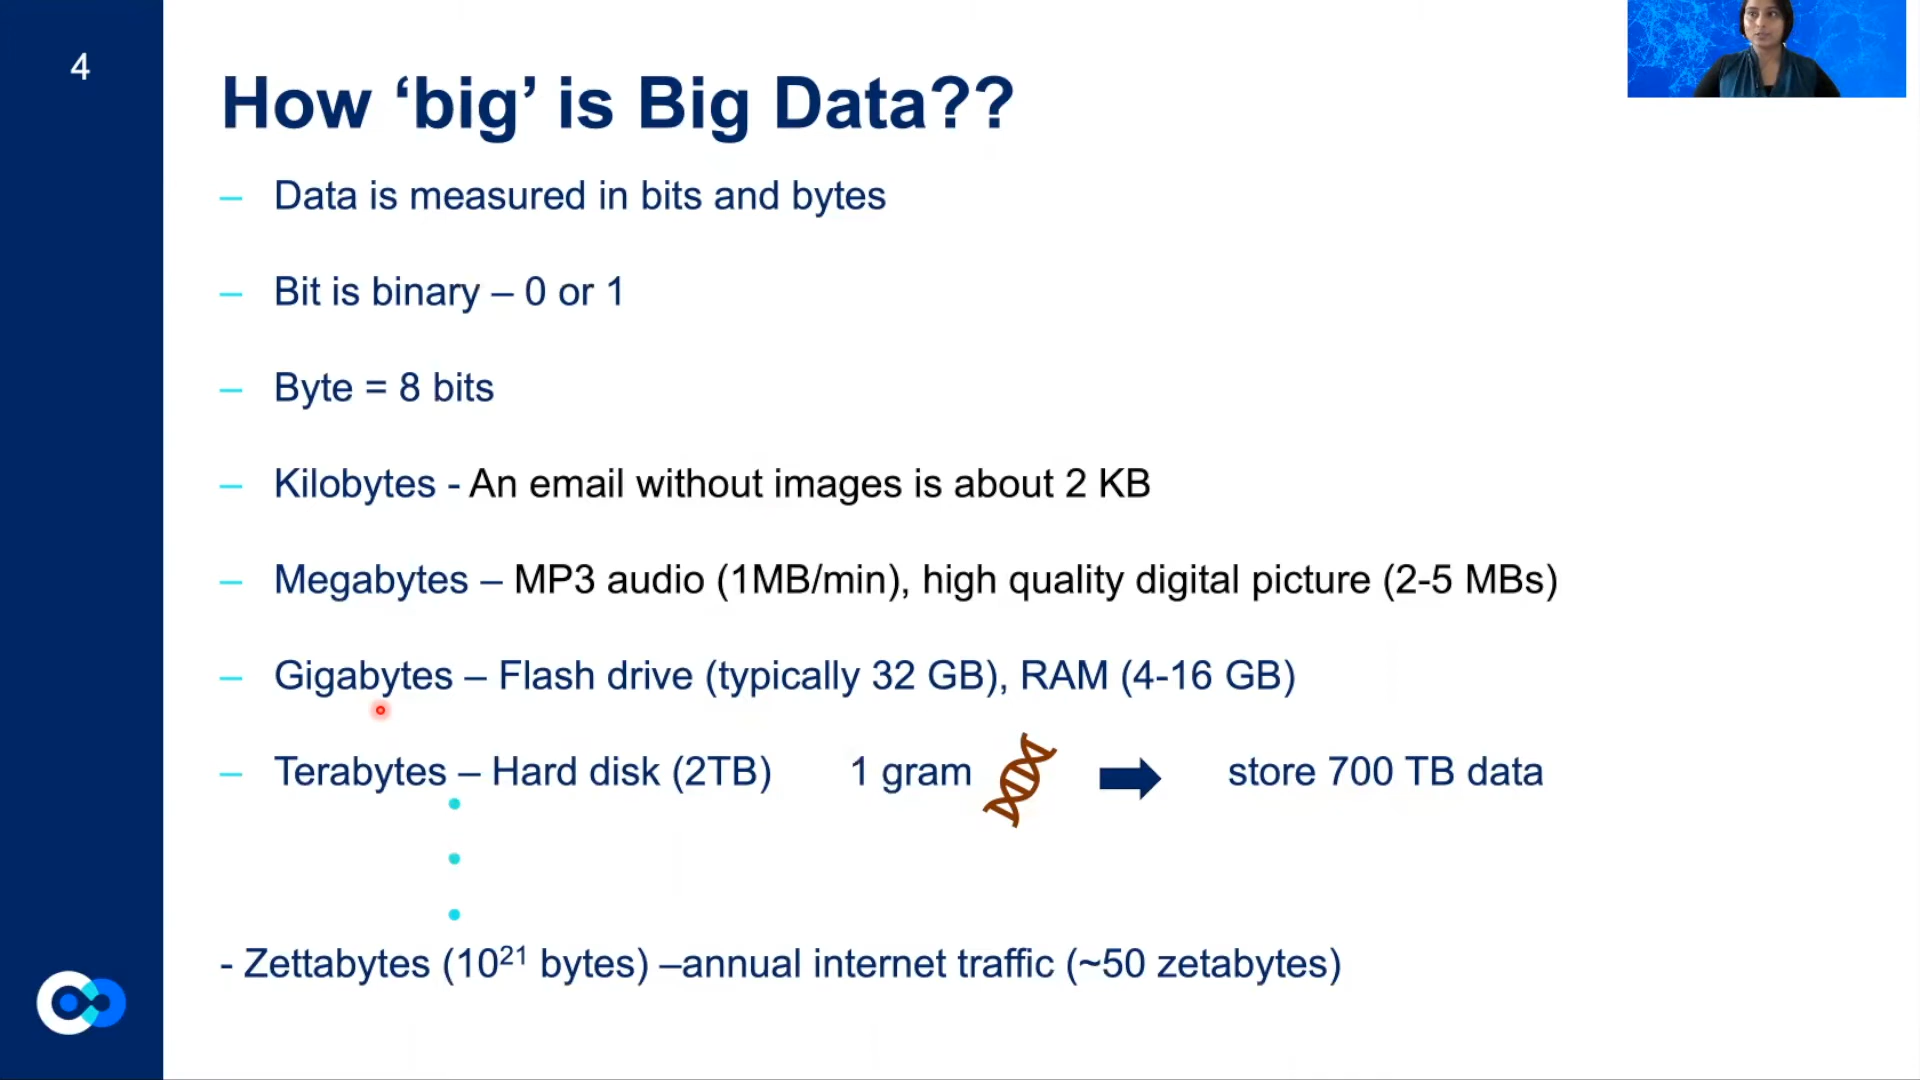 4
How ‘big’ is Big Data??
– Data is measured in bits and bytes
– Bit is binary – 0 or 1
– Byte = 8 bits
– Kilobytes - An email without images is about 2 KB
– Megabytes – MP3 audio (1MB/min), high quality digital picture (2-5 MBs)
– Gigabytes – Flash drive (typically 32 GB), RAM (4-16 GB)
– Terabytes – Hard disk (2TB) 1 gram store 700 TB data
- Zettabytes (10²¹ bytes) –annual internet traffic (~50 zetabytes)